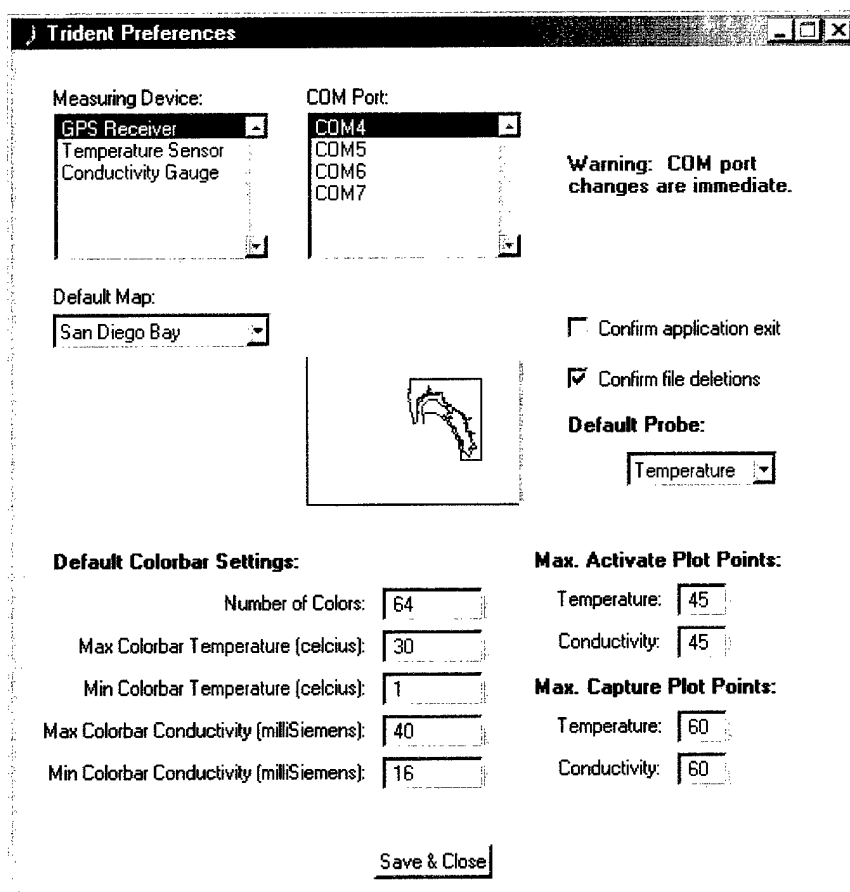 Trident Preferences
Measuring Device:
GPS Receiver
Temperature Sensor
Conductivity Gauge
COM Port:
COM4
COM5
COM6
COM7
Warning: COM port
changes are immediate.
Default Map:
San Diego Bay
Confirm application exit
Confirm file deletions
Default Probe:
Temperature
Default Colorbar Settings:
Number of Colors: 64
Max Colorbar Temperature (celcius): 30
Min Colorbar Temperature (celcius): 1
Max Colorbar Conductivity (milliSiemens): 40
Min Colorbar Conductivity (milliSiemens): 16
Max. Activate Plot Points:
Temperature: 45
Conductivity: 45
Max. Capture Plot Points:
Temperature: 60
Conductivity: 60
Save & Close